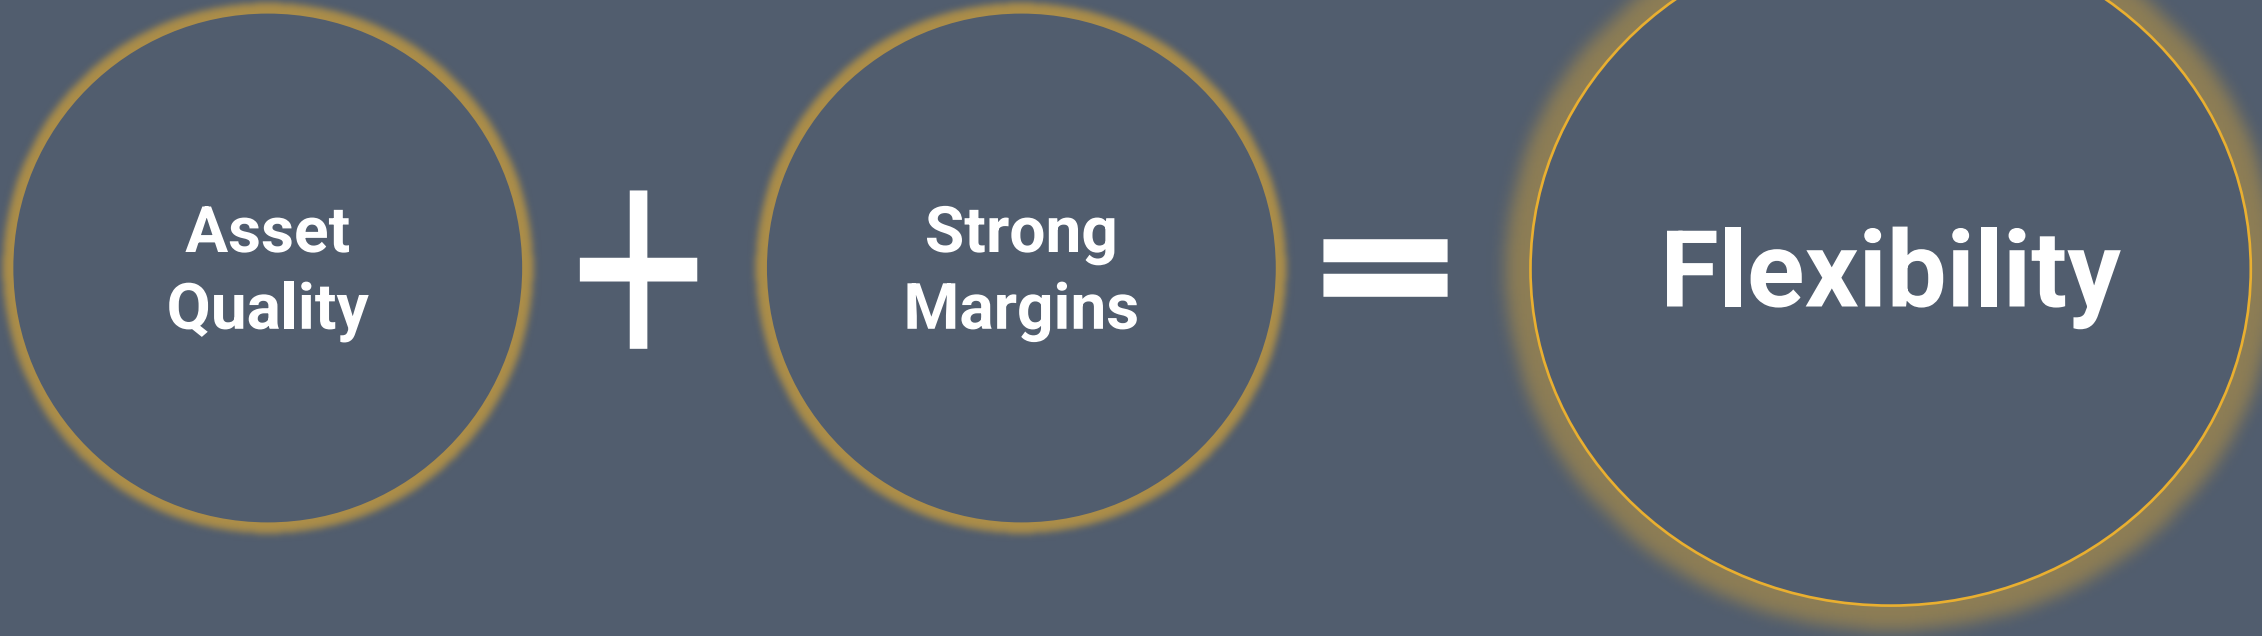 Asset
Quality
+
Strong
Margins
=
Flexibility